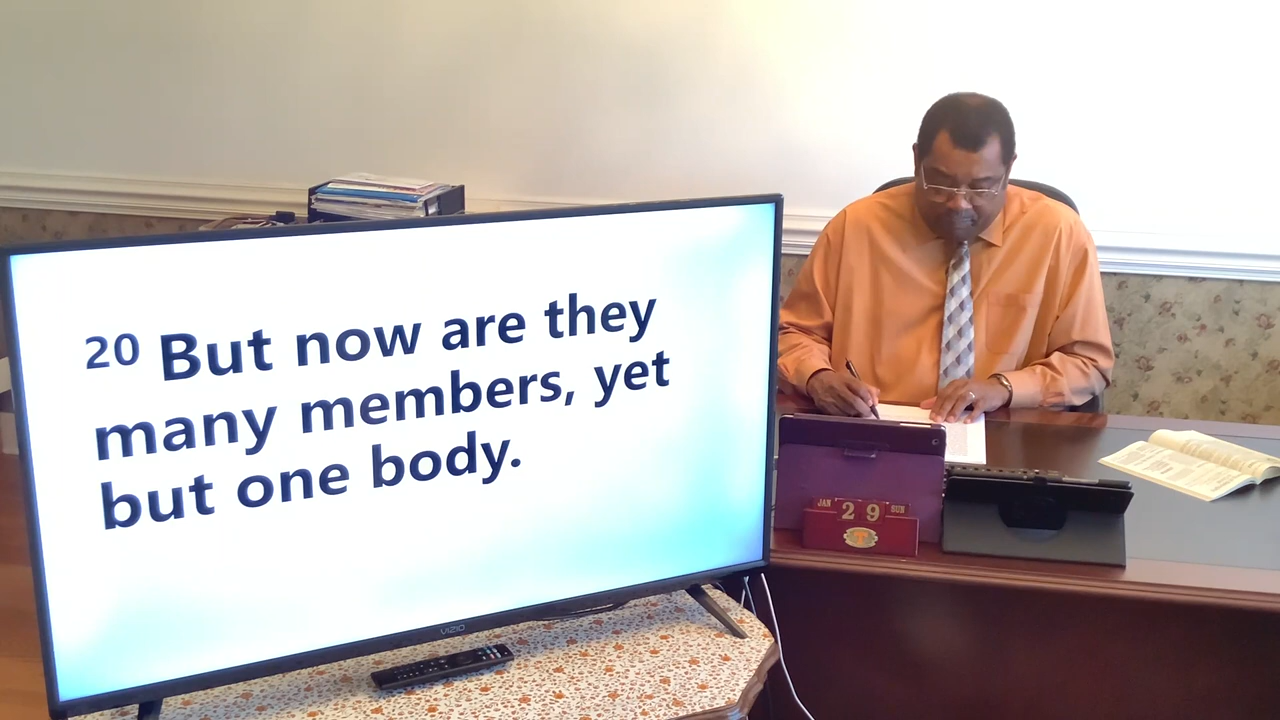 20 But now are they
many members, yet
but one body.
VIZIO
JAN 29 SUN
T